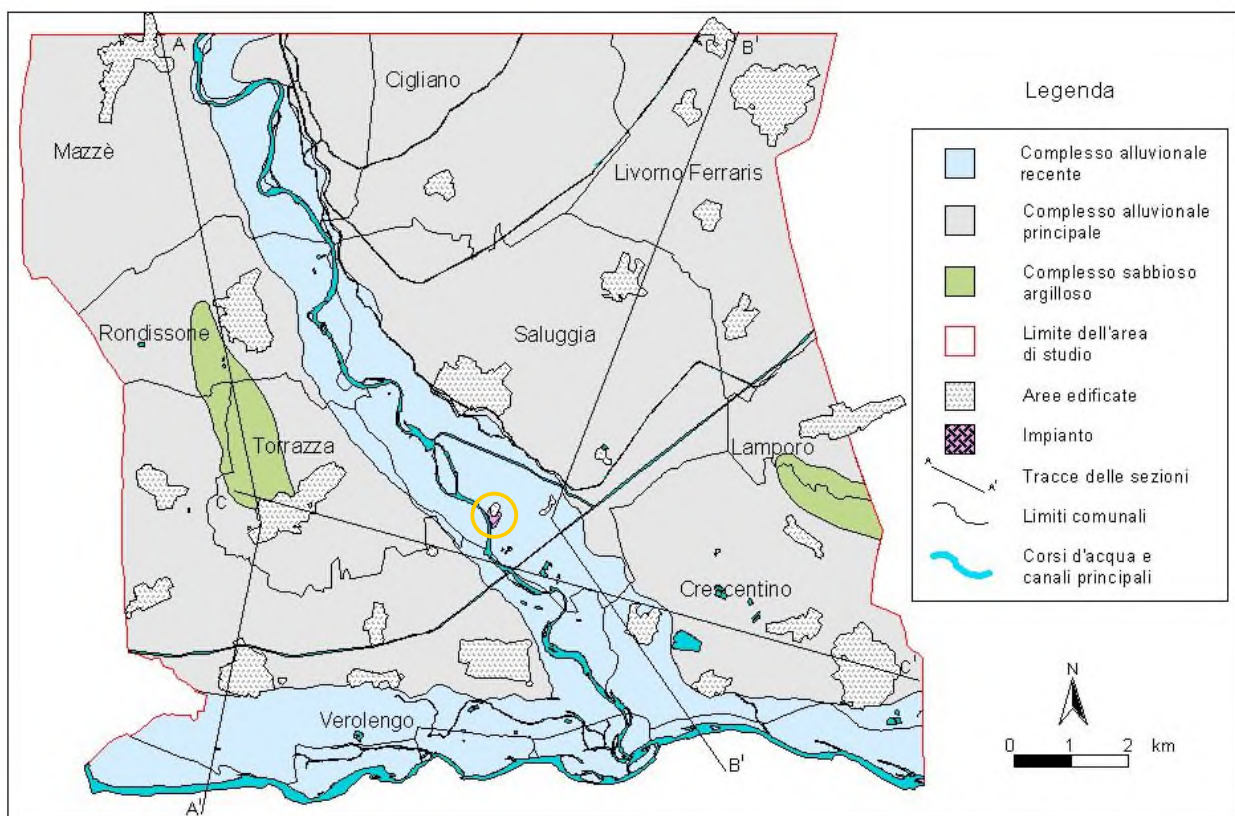 A
B'
Cigliano
Mazzè
Livorno Ferraris
Rondissone
Saluggia
Torrazza
Lamporo
C
Crescentino
C'
Verolengo
B'
A'
Legenda
Complesso alluvionale
recente
Complesso alluvionale
principale
Complesso sabbioso
argilloso
Limite dell'area
di studio
Aree edificate
Impianto
A
A'
Tracce delle sezioni
Limiti comunali
Corsi d'acqua e
canali principali
N
0 1 2 km